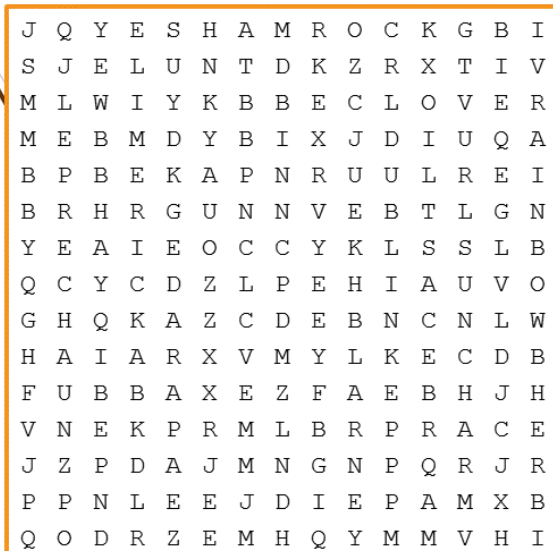 J Q Y E S H A M R O C K G B I
S J E L U N T D K Z R X T I V
M L W I Y K B B E C L O V E R
M E B M D Y B I X J D I U Q A
B P B E K A P N R U U L R E I
B R H R G U N N V E B T L G N
Y E A I E O C C Y K L S S L B
Q C Y C D Z L P E H I A U V O
G H Q K A Z C D E B N C N L W
H A I A R X V M Y L K E C D B
F U B B A X E Z F A E B H J H
V N E K P R M L B R P R A C E
J Z P D A J M N G N P Q R J R
P P N L E E J D I E P A M X B
Q O D R Z E M H Q Y M M V H I